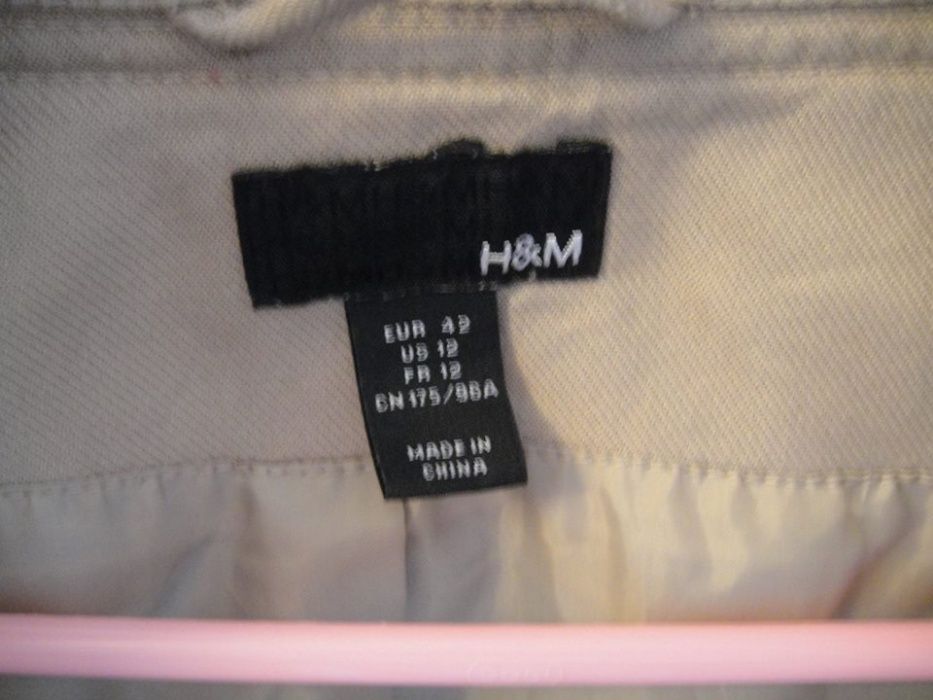 H&M
EUR 42
US 12
FR 12
CN 175/96A
MADE IN
CHINA